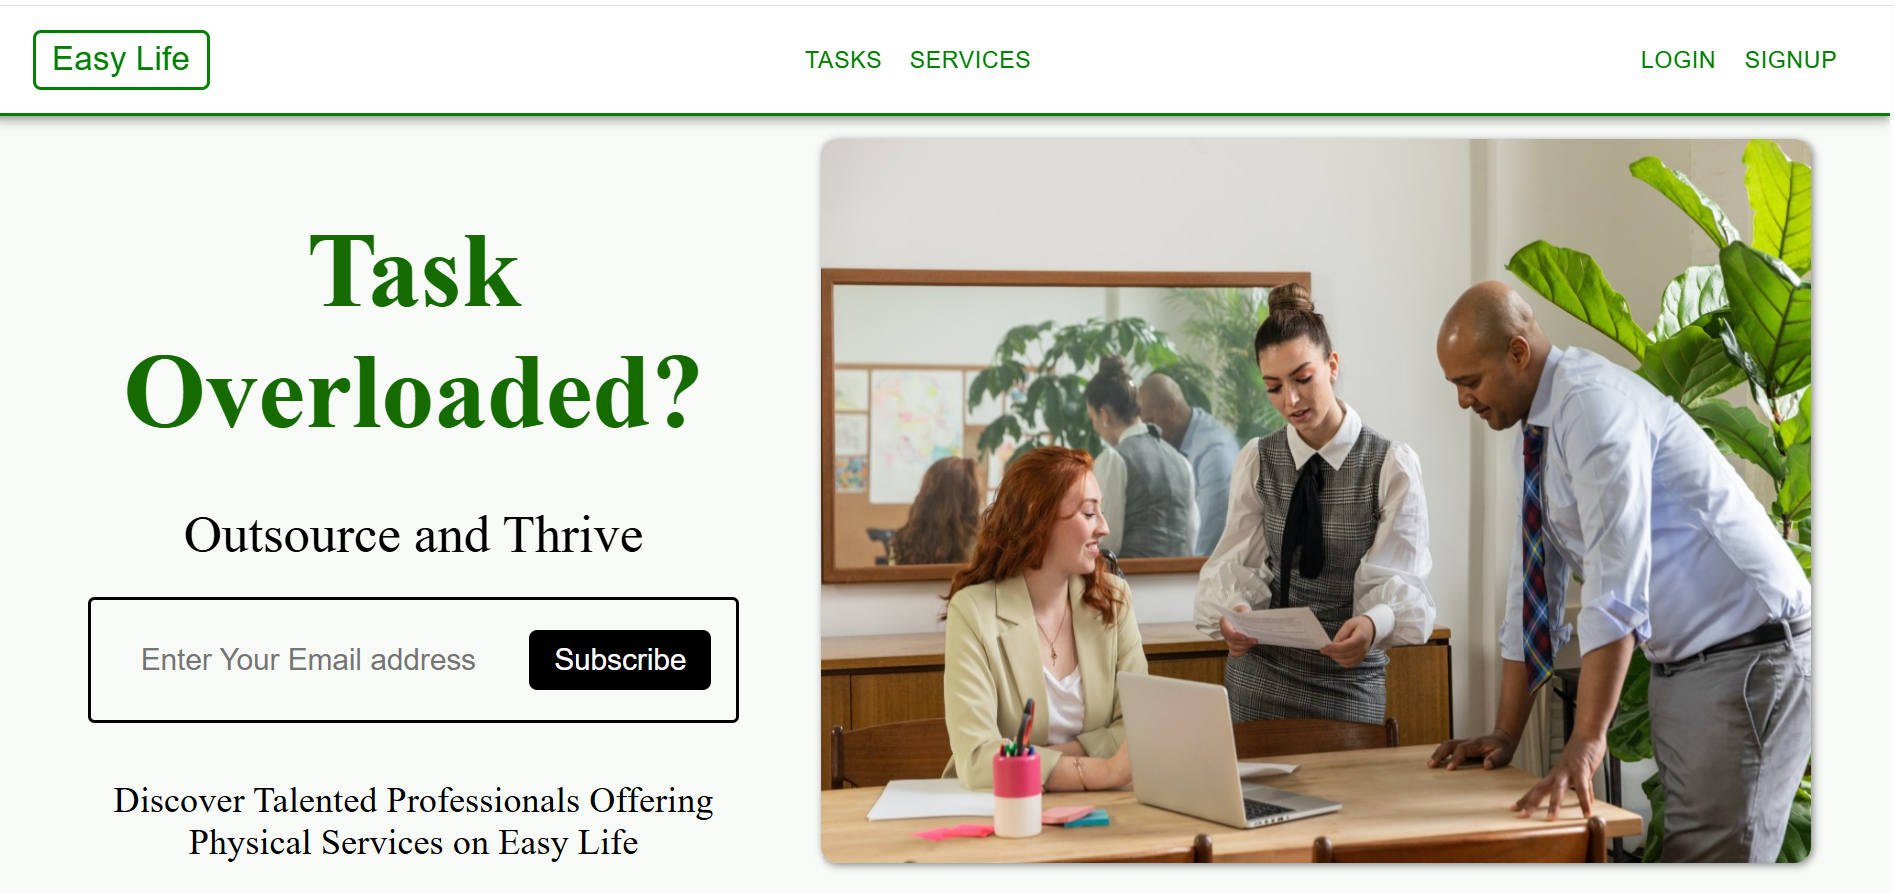 Easy Life
TASKS SERVICES
LOGIN SIGNUP
Task
Overloaded?
Outsource and Thrive
Enter Your Email address
Subscribe
Discover Talented Professionals Offering
Physical Services on Easy Life